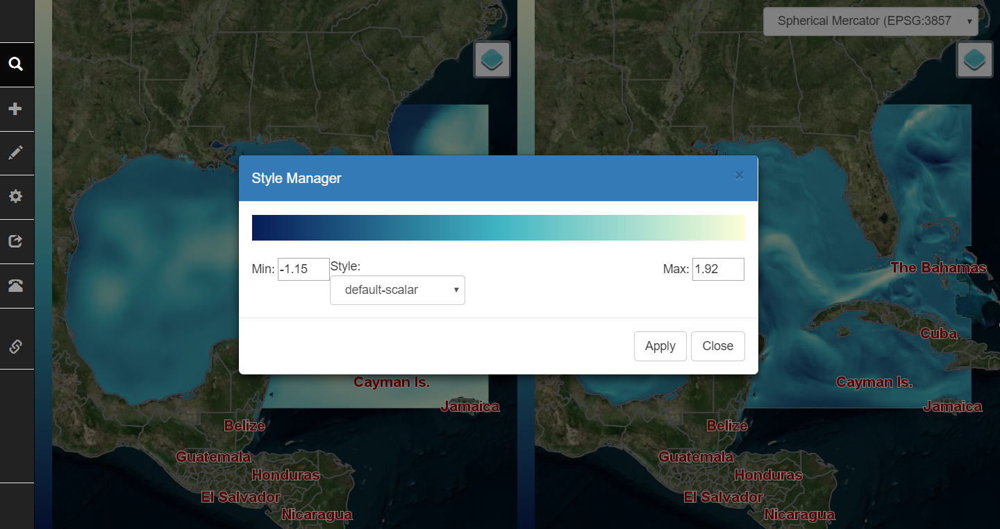 Spherical Mercator (EPSG:3857
Style Manager
×
Min: -1.15
Style:
default-scalar
Max: 1.92
Apply
Close
The Bahamas
Cuba
Cayman Is.
Jamaica
Belize
Guatemala
Honduras
El Salvador
Nicaragua
Cayman Is.
Jamaica
Belize
Guatemala
Honduras
El Salvador
Nicaragua